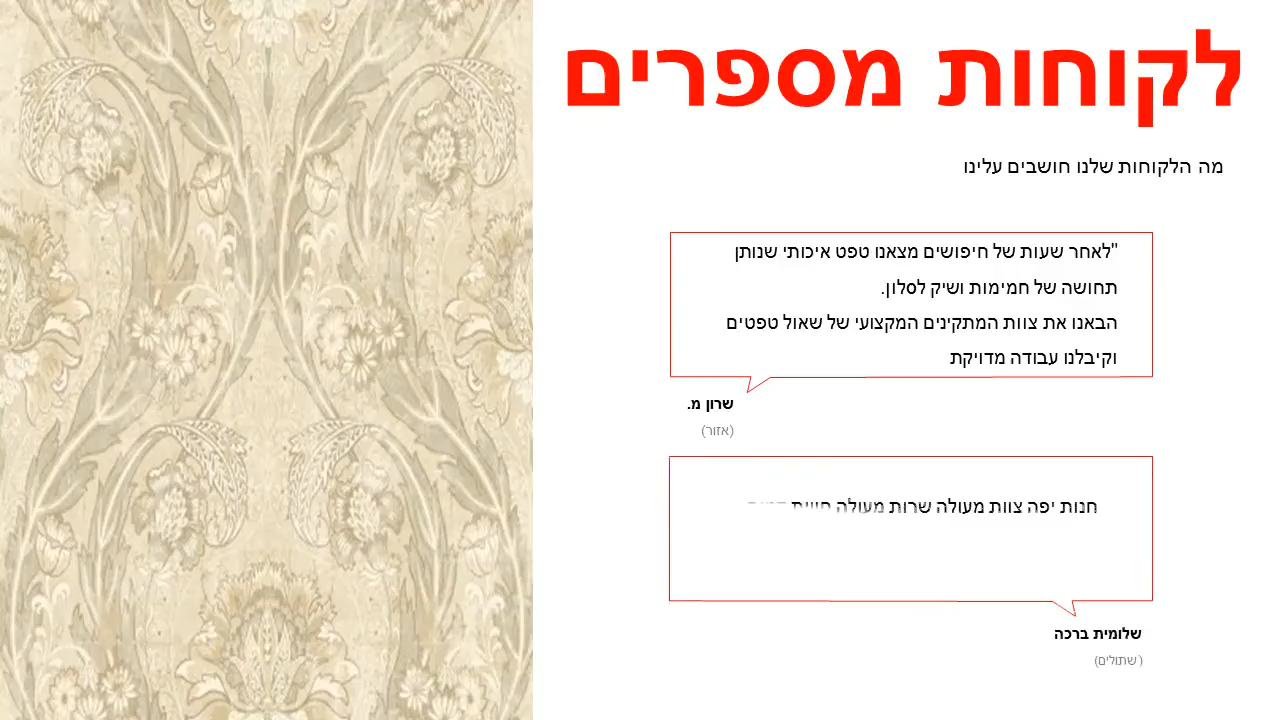 לקוחות מספרים
מה הלקוחות שלנו חושבים עלינו
"לאחר שעות של חיפושים מצאנו טפט איכותי שנותן
תחושה של חמימות ושיק לסלון.
הבאנו את צוות המתקינים המקצועי של שאול טפטים
וקיבלנו עבודה מדויקת
שרון מ.
(אזור)
חנות יפה צוות מעולה שרות מעולה
שלומית ברכה
(שתולים)